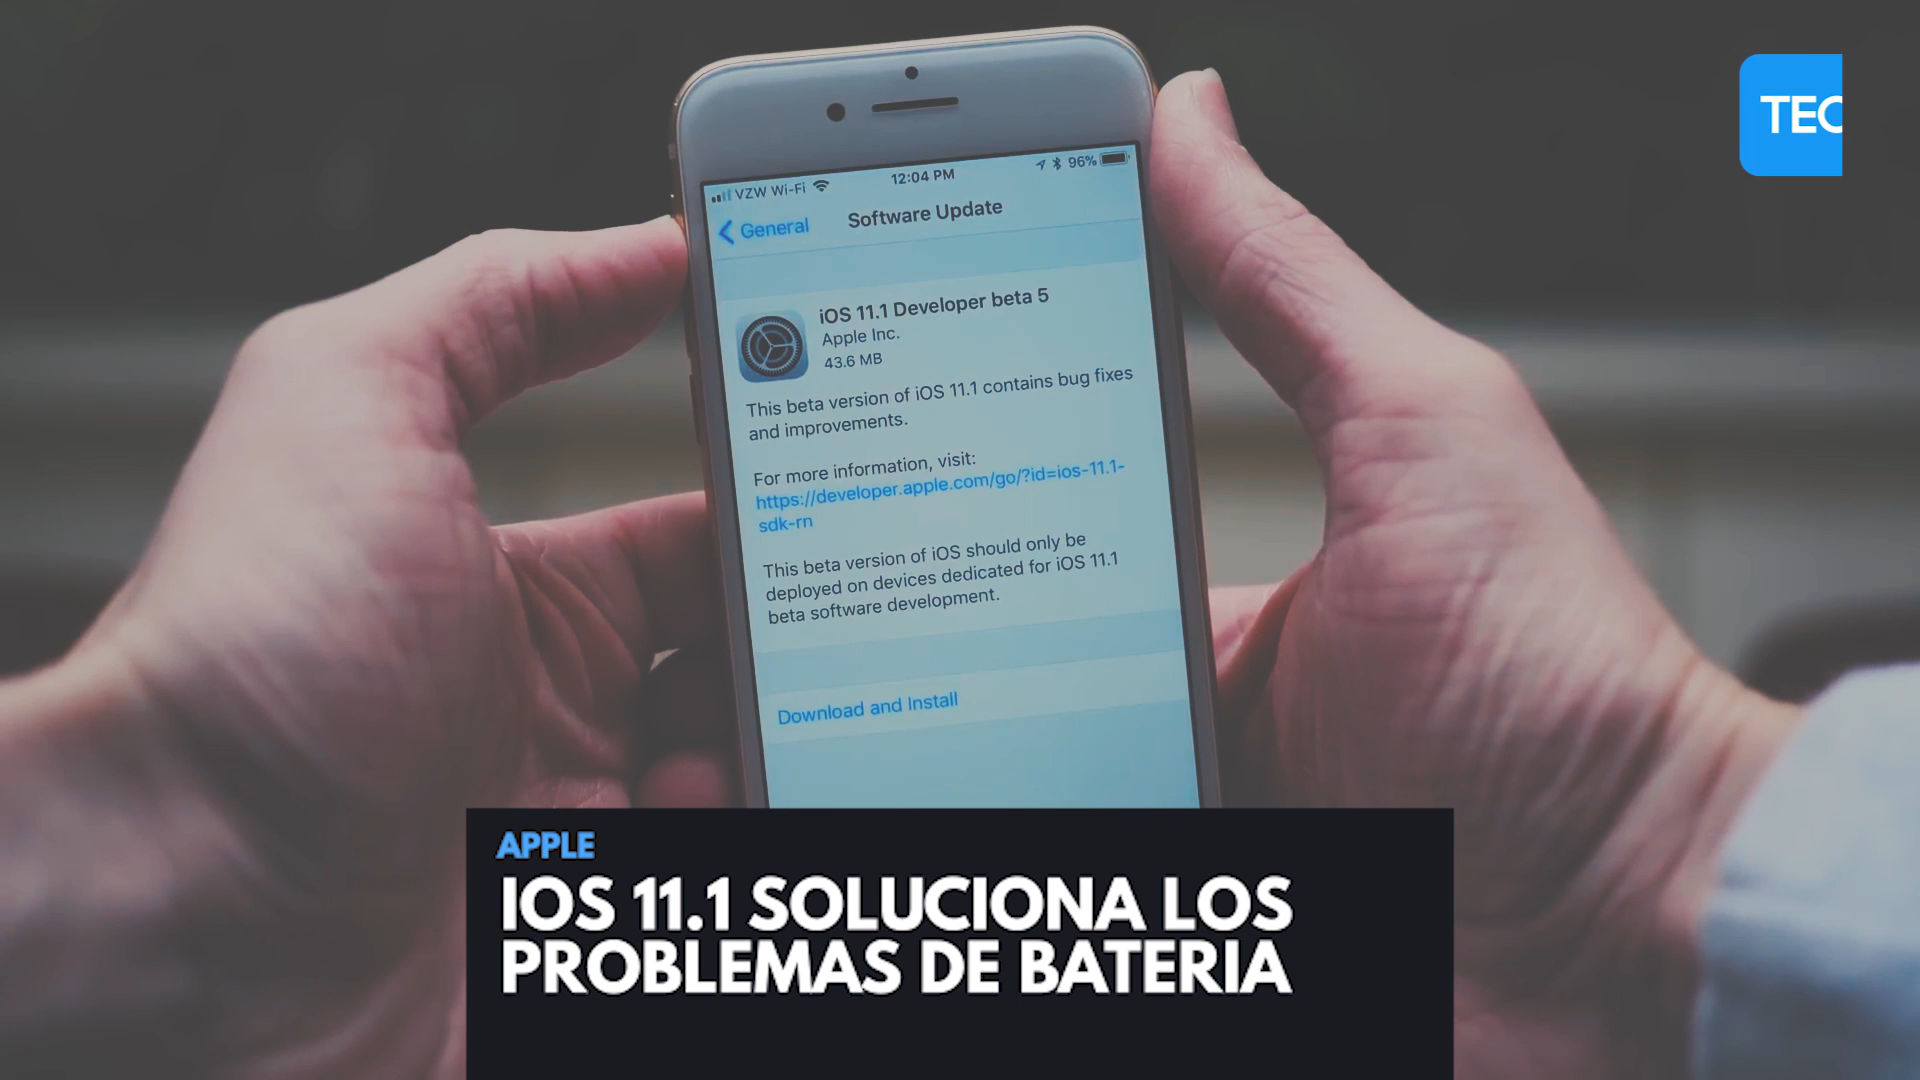 TEC
VZW Wi-Fi 12:04 PM 96%
General Software Update
iOS 11.1 Developer beta 5
Apple Inc.
43.6 MB
This beta version of iOS 11.1 contains bug fixes
and improvements.
For more information, visit:
https://developer.apple.com/go/?id=ios-11.1-
sdk-rn
This beta version of iOS should only be
deployed on devices dedicated for iOS 11.1
beta software development.
Download and Install
APPLE
IOS 11.1 SOLUCIONA LOS
PROBLEMAS DE BATERIA